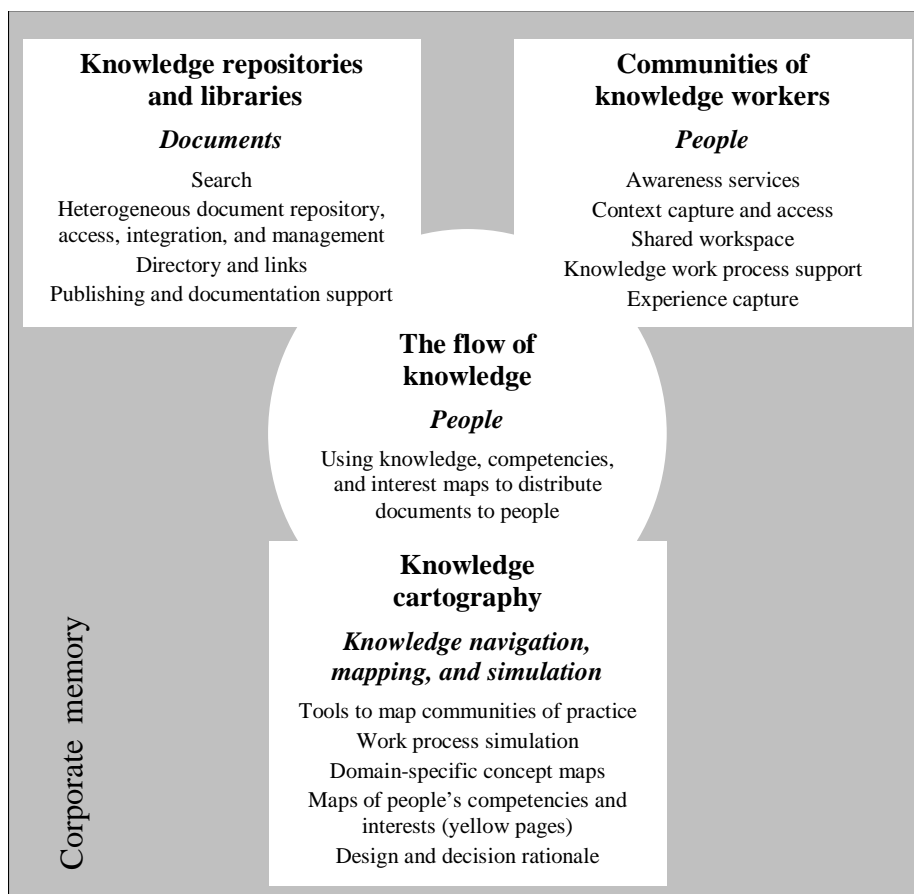 Knowledge repositories
and libraries
Documents
Search
Heterogeneous document repository,
access, integration, and management
Directory and links
Publishing and documentation support
Communities of
knowledge workers
People
Awareness services
Context capture and access
Shared workspace
Knowledge work process support
Experience capture
The flow of
knowledge
People
Using knowledge, competencies,
and interest maps to distribute
documents to people
Knowledge
cartography
Knowledge navigation,
mapping, and simulation
Tools to map communities of practice
Work process simulation
Domain-specific concept maps
Maps of people’s competencies and
interests (yellow pages)
Design and decision rationale
Corporate memory